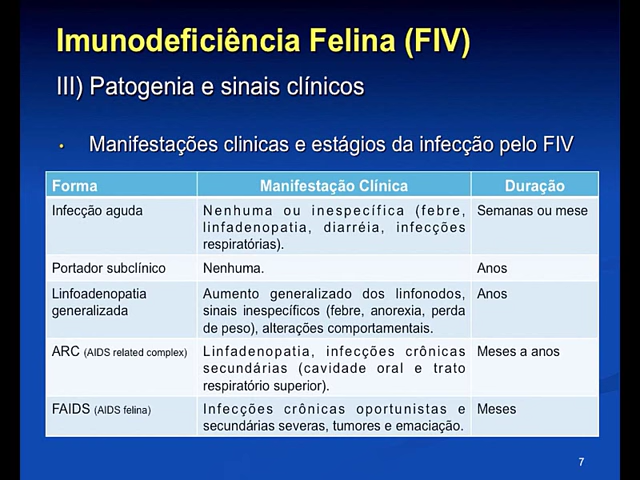 Imunodeficiência Felina (FIV)
III) Patogenia e sinais clínicos
• Manifestações clinicas e estágios da infecção pelo FIV
Forma Manifestação Clínica Duração
Infecção aguda Nenhuma ou inespecífica (febre, Semanas ou mese
linfadenopatia, diarréia, infecções
respiratórias).
Portador subclínico Nenhuma. Anos
Linfoadenopatia Aumento generalizado dos linfonodos, Anos
generalizada sinais inespecíficos (febre, anorexia, perda
de peso), alterações comportamentais.
ARC (AIDS related complex) Linfadenopatia, infecções crônicas Meses a anos
secundárias (cavidade oral e trato
respiratório superior).
FAIDS (AIDS felina) Infecções crônicas oportunistas e Meses
secundárias severas, tumores e emaciação.
7